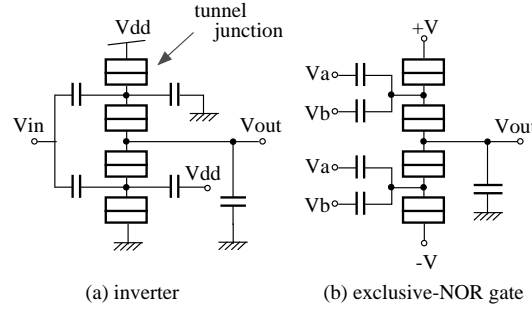 tunnel
junction
Vdd
Vin
Vout
Vdd
(a) inverter
+V
Va
Vb
Vout
Va
Vb
-V
(b) exclusive-NOR gate